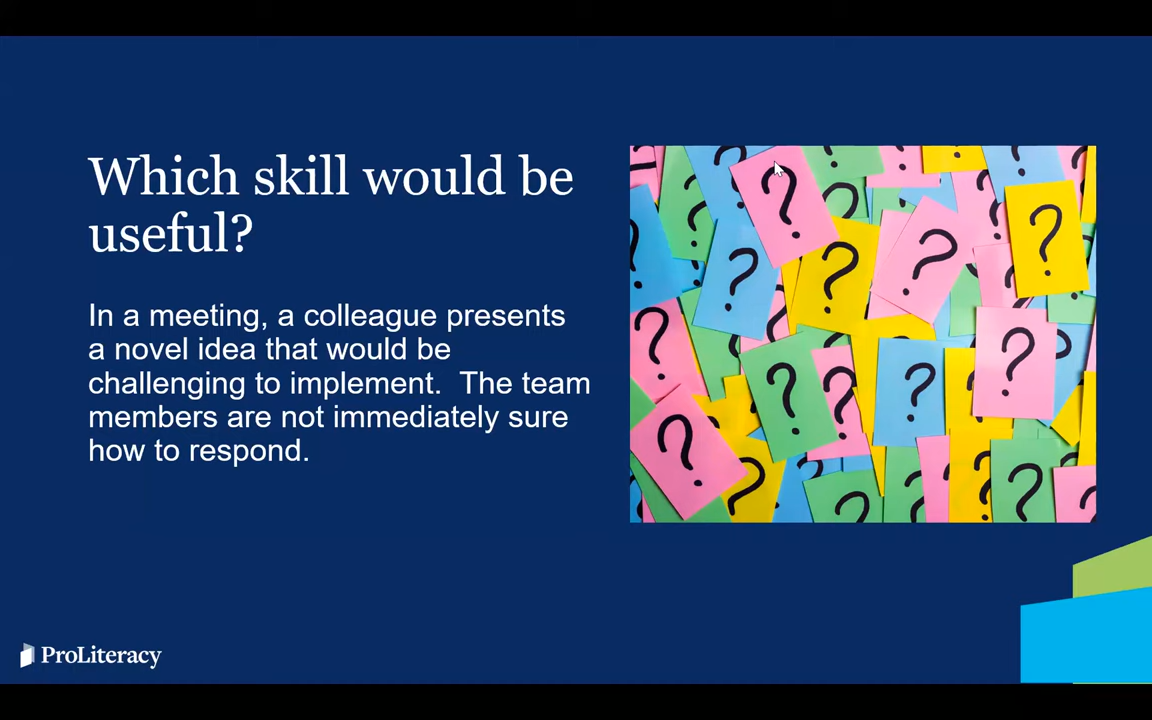 Which skill would be
useful?
In a meeting, a colleague presents
a novel idea that would be
challenging to implement.  The team
members are not immediately sure
how to respond.
ProLiteracy